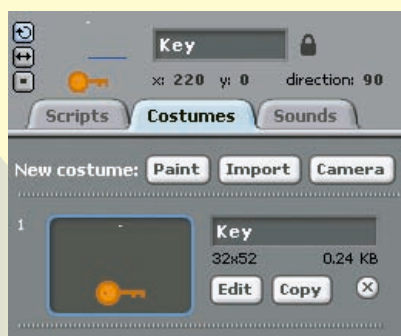 Key
x: 220 y: 0 direction: 90
Scripts Costumes Sounds
New costume: Paint Import Camera
1
Key
32x52 0.24 KB
Edit Copy